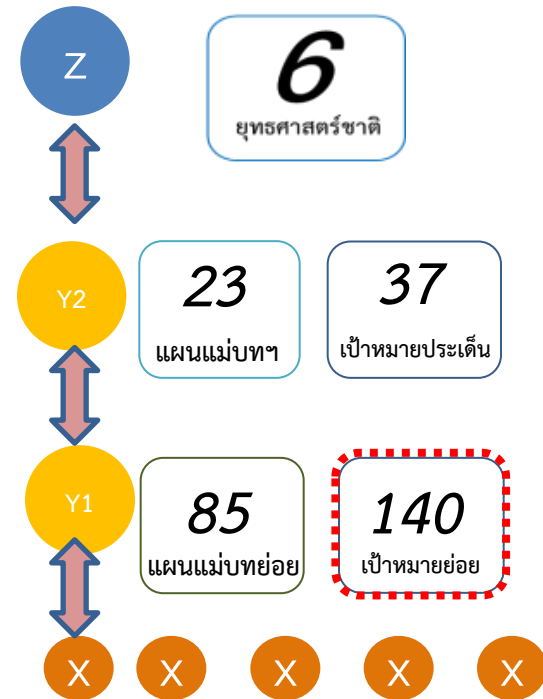 Z
6
ยุทธศาสตร์ชาติ
Y2
23
แผนแม่บทฯ
37
เป้าหมายประเด็น
Y1
85
แผนแม่บทย่อย
140
เป้าหมายย่อย
X X X X X